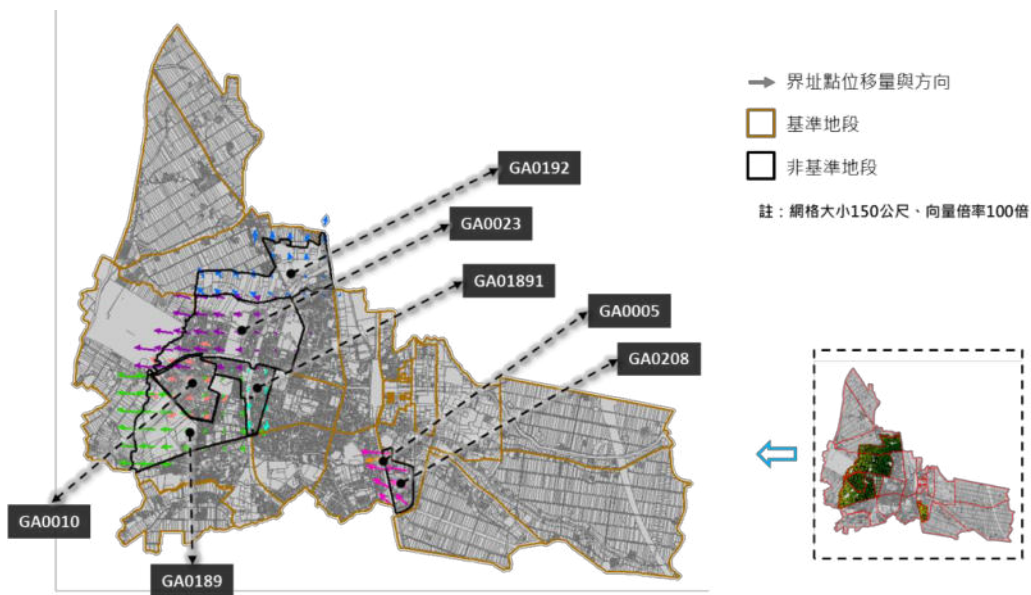 界址點位移量與方向
基準地段
非基準地段
註：網格大小150公尺、向量倍率100倍
GA0192
GA0023
GA01891
GA0005
GA0208
GA0010
GA0189